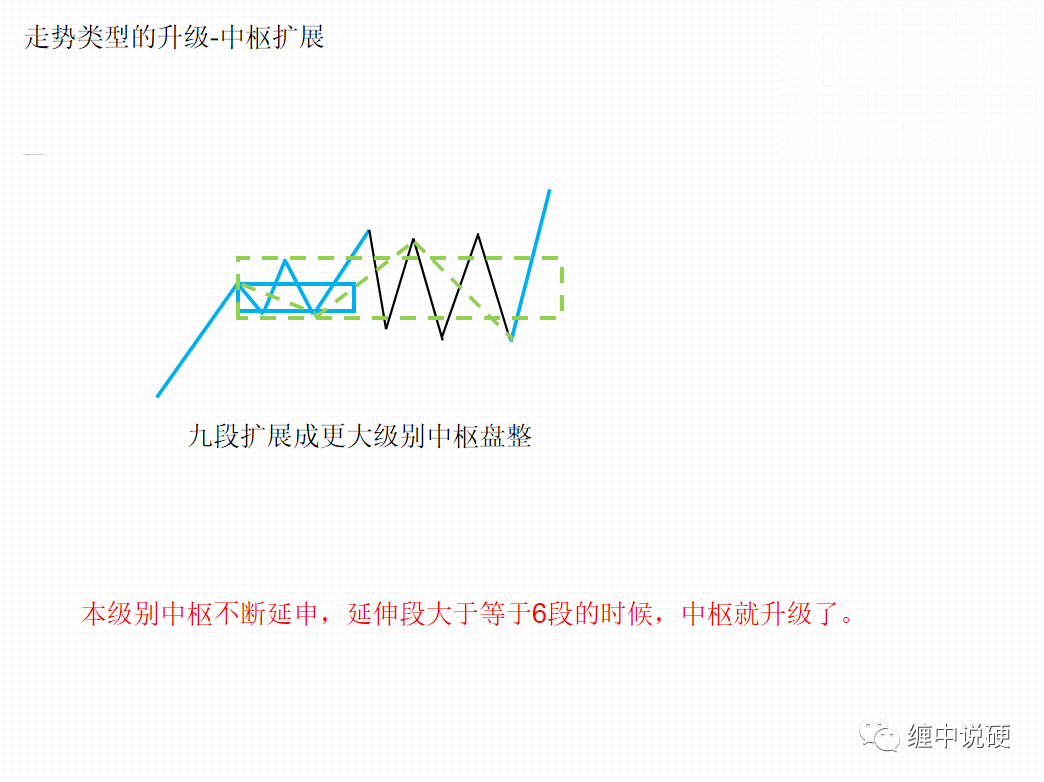 走势类型的升级-中枢扩展
九段扩展成更大级别中枢盘整
本级别中枢不断延申，延伸段大于等于6段的时候，中枢就升级了。
缠中说硬